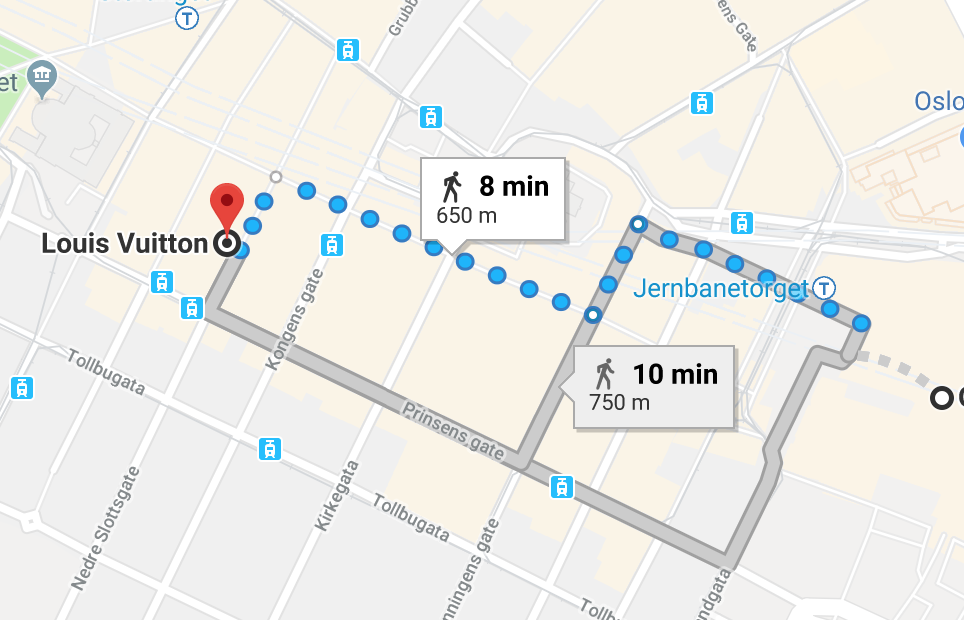 Grubb
ens Gate
et
Oslo
8 min
650 m
Louis Vuitton
Jernbanetorget
T
T
Kongens gate
10 min
750 m
Tollbugata
Prinsens gate
Kirkegata
Tollbugata
Nedre Slottsgate
nningens gate
ndgata
Tollb